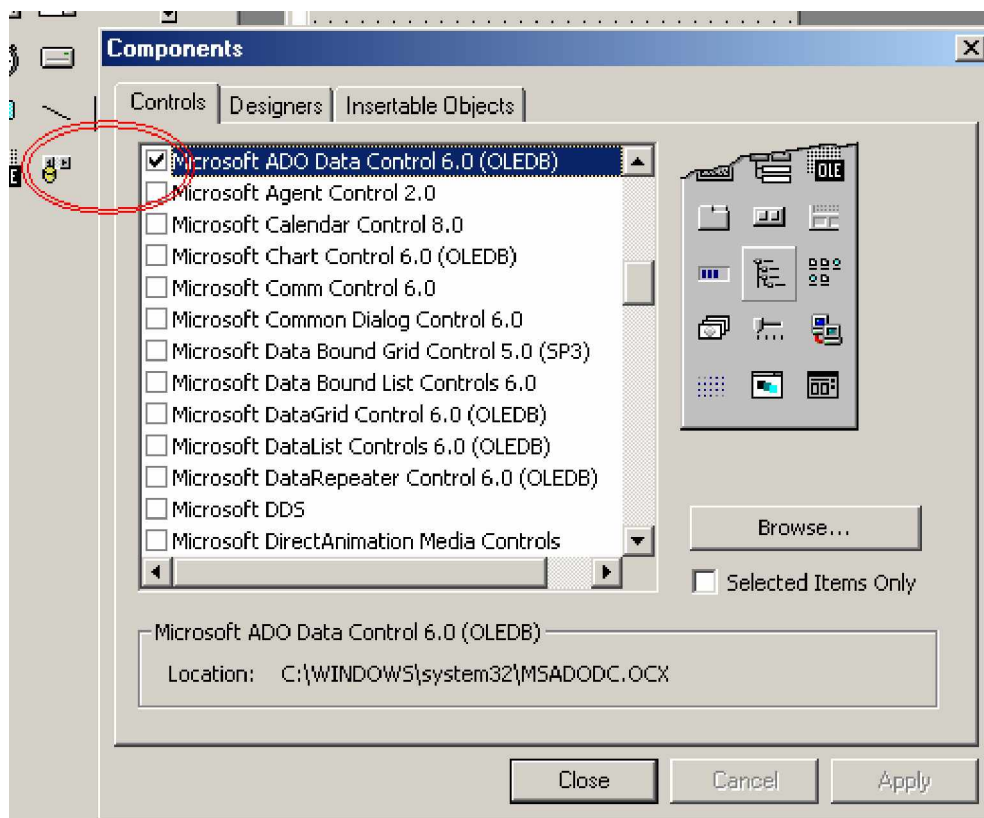 Components
Controls
Designers
Insertable Objects
Microsoft ADO Data Control 6.0 (OLEDB)
Microsoft Agent Control 2.0
Microsoft Calendar Control 8.0
Microsoft Chart Control 6.0 (OLEDB)
Microsoft Comm Control 6.0
Microsoft Common Dialog Control 6.0
Microsoft Data Bound Grid Control 5.0 (SP3)
Microsoft Data Bound List Controls 6.0
Microsoft DataGrid Control 6.0 (OLEDB)
Microsoft DataList Controls 6.0 (OLEDB)
Microsoft DataRepeater Control 6.0 (OLEDB)
Microsoft DDS
Microsoft DirectAnimation Media Controls
OLE
Browse...
Selected Items Only
Microsoft ADO Data Control 6.0 (OLEDB)
Location: C:\WINDOWS\system32\MSADODC.OCX
Close
Cancel
Apply